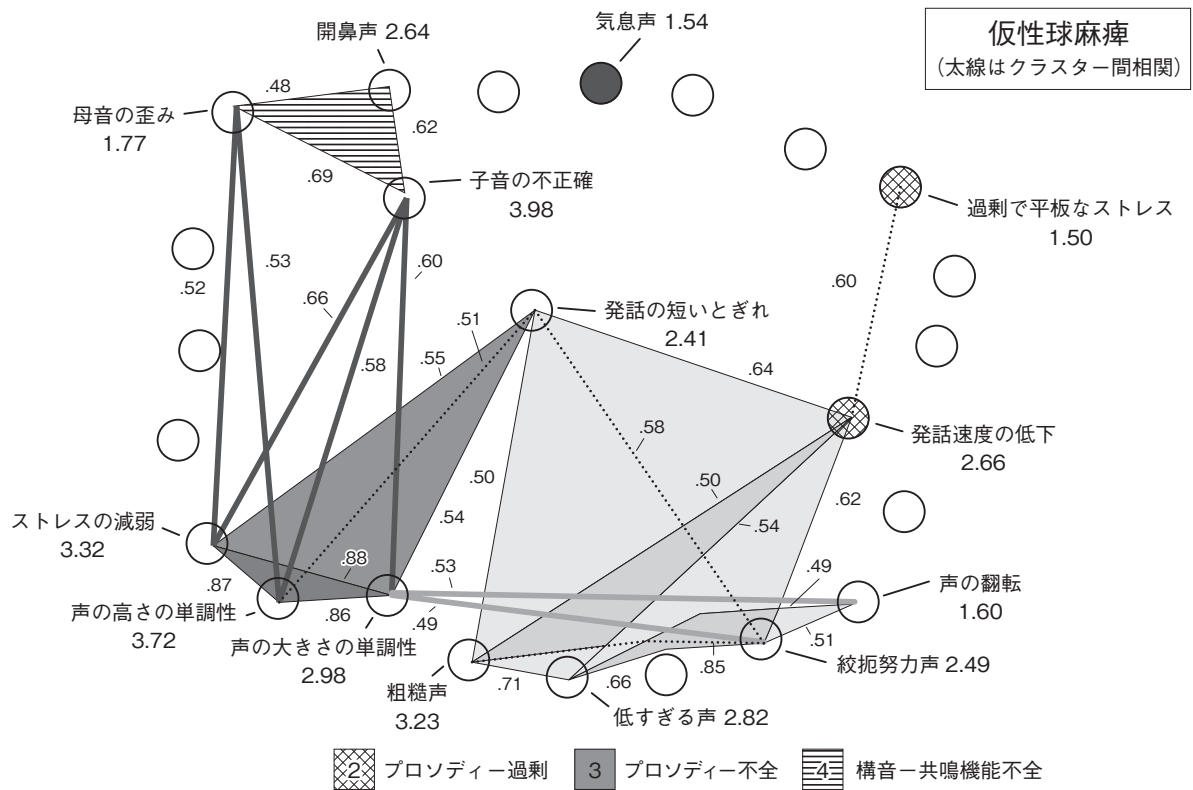 仮性球麻痺
(太線はクラスター間相関)
開鼻声 2.64
気息声 1.54
.48
母音の歪み
1.77
.62
.69
子音の不正確
3.98
過剰で平板なストレス
1.50
.52
.53
.60
.66
.60
発話の短いとぎれ
2.41
.51
.55
.58
.64
発話速度の低下
2.66
.58
.50
.50
.62
.54
.54
ストレスの減弱
3.32
.88
.53
.49
.87
声の翻転
1.60
声の高さの単調性
3.72
.86
.49
.51
声の大きさの単調性
2.98
.85
絞扼努力声 2.49
粗糙声
3.23
.71
.66
低すぎる声 2.82
2 プロソディー過剰 3 プロソディー不全 4 構音－共鳴機能不全